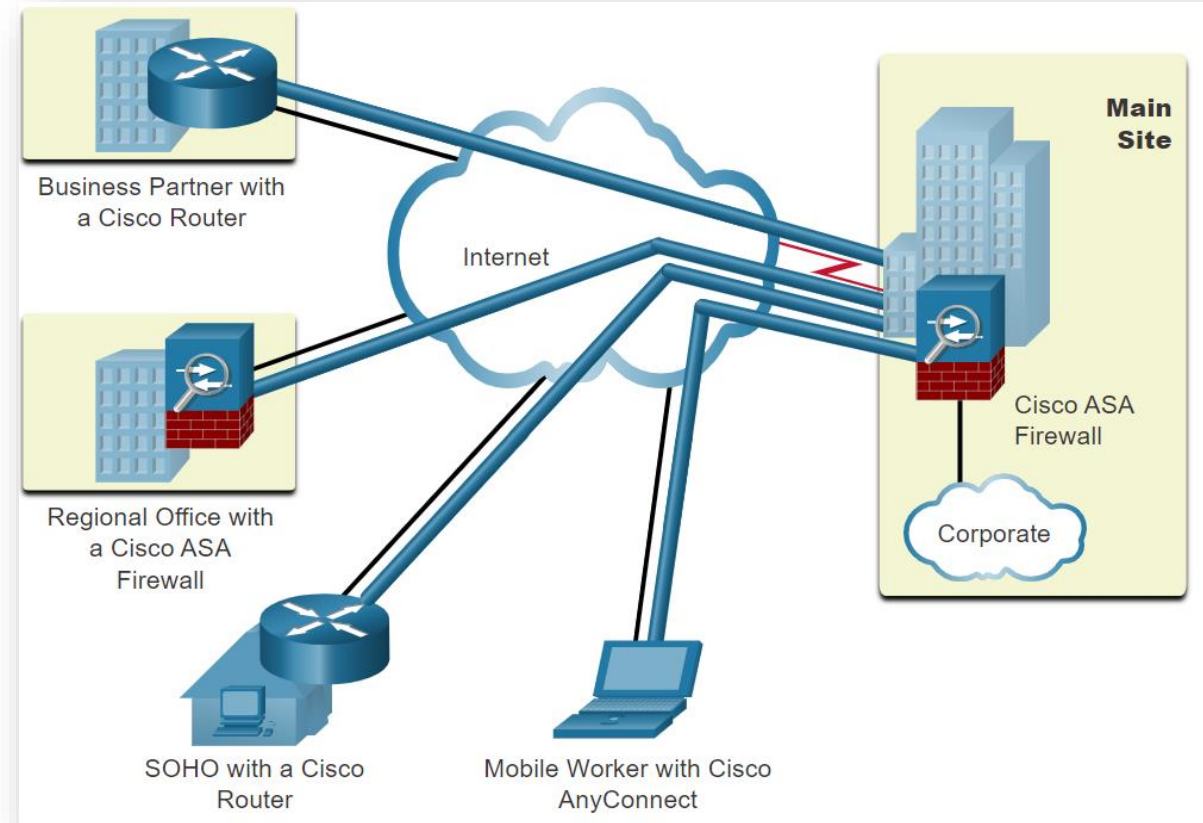 Main
Site
Business Partner with
a Cisco Router
Internet
Cisco ASA
Firewall
Regional Office with
a Cisco ASA
Firewall
Corporate
SOHO with a Cisco
Router
Mobile Worker with Cisco
AnyConnect